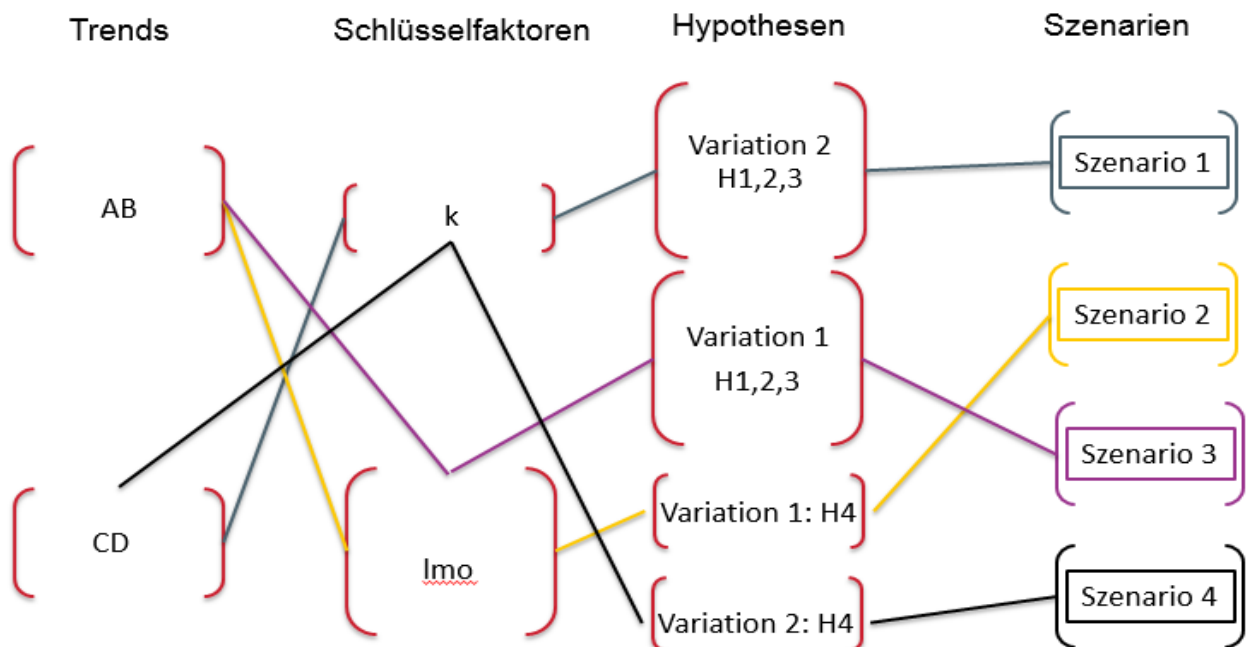 Trends
Schlüsselfaktoren
Hypothesen
Szenarien
AB
CD
k
Imo
Variation 2
H1,2,3
Variation 1
H1,2,3
Variation 1: H4
Variation 2: H4
Szenario 1
Szenario 2
Szenario 3
Szenario 4